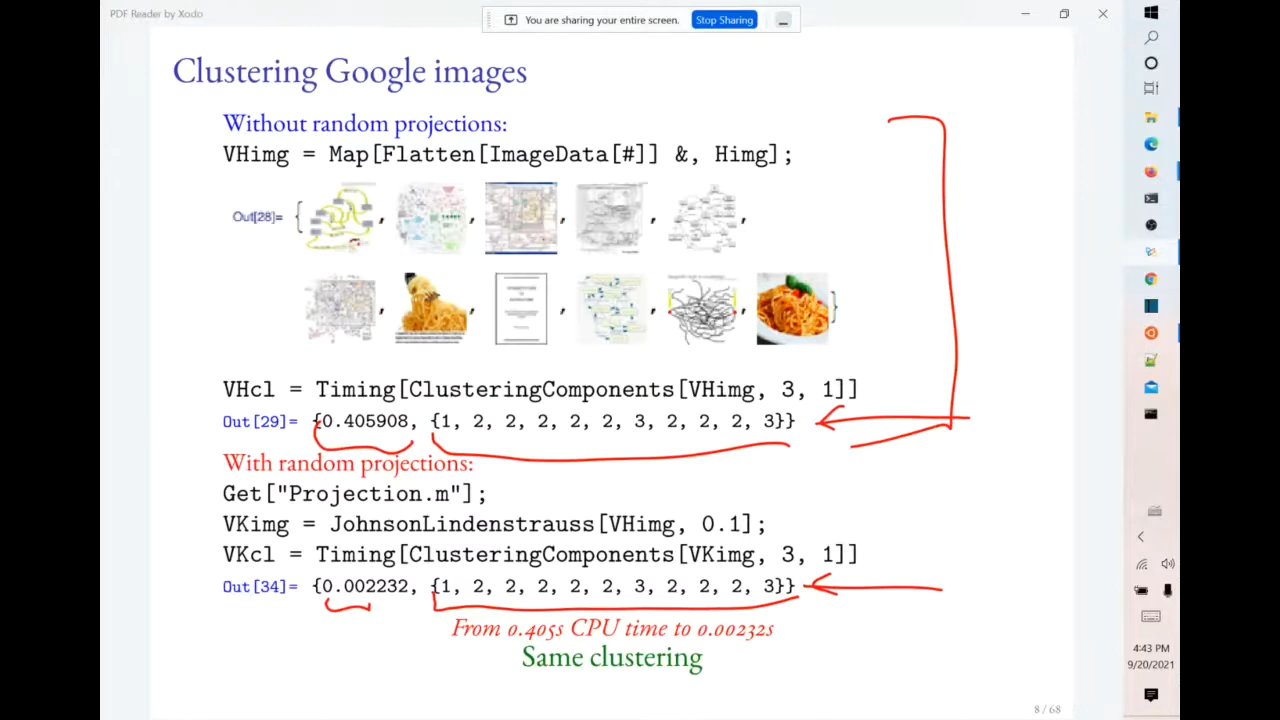 PDF Reader by Xodo
You are sharing your entire screen. Stop Sharing
Clustering Google images
Without random projections:
VHimg = Map[Flatten[ImageData[#]] &, Himg];
Out[28]= { , , , , ,
, , , , , }
VHcl = Timing[ClusteringComponents[VHimg, 3, 1]]
Out[29]= {0.405908, {1, 2, 2, 2, 2, 2, 3, 2, 2, 2, 3}}
With random projections:
Get["Projection.m"];
VKimg = JohnsonLindenstrauss[VHimg, 0.1];
VKcl = Timing[ClusteringComponents[VKimg, 3, 1]]
Out[34]= {0.002232, {1, 2, 2, 2, 2, 2, 3, 2, 2, 2, 3}}
From 0.405s CPU time to 0.00232s
Same clustering
8 / 68
4:43 PM
9/20/2021